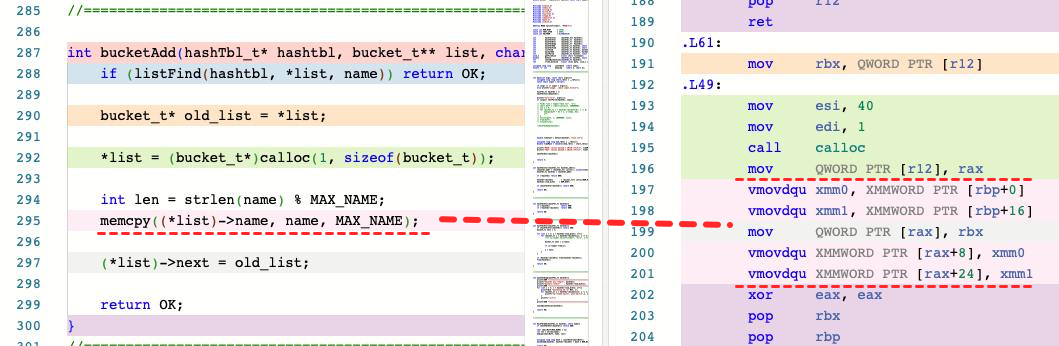 285 //======================================================
286
287 int bucketAdd(hashTbl_t* hashtbl, bucket_t** list, char
288 if (listFind(hashtbl, *list, name)) return OK;
289
290 bucket_t* old_list = *list;
291
292 *list = (bucket_t*)calloc(1, sizeof(bucket_t));
293
294 int len = strlen(name) % MAX_NAME;
295 memcpy((*list)->name, name, MAX_NAME);
296
297 (*list)->next = old_list;
298
299 return OK;
300 }
301 //======================================================
188 pop r12
189 ret
190 .L61:
191 mov rbx, QWORD PTR [r12]
192 .L49:
193 mov esi, 40
194 mov edi, 1
195 call calloc
196 mov QWORD PTR [r12], rax
197 vmovdqu xmm0, XMMWORD PTR [rbp+0]
198 vmovdqu xmm1, XMMWORD PTR [rbp+16]
199 mov QWORD PTR [rax], rbx
200 vmovdqu XMMWORD PTR [rax+8], xmm0
201 vmovdqu XMMWORD PTR [rax+24], xmm1
202 xor eax, eax
203 pop rbx
204 pop rbp